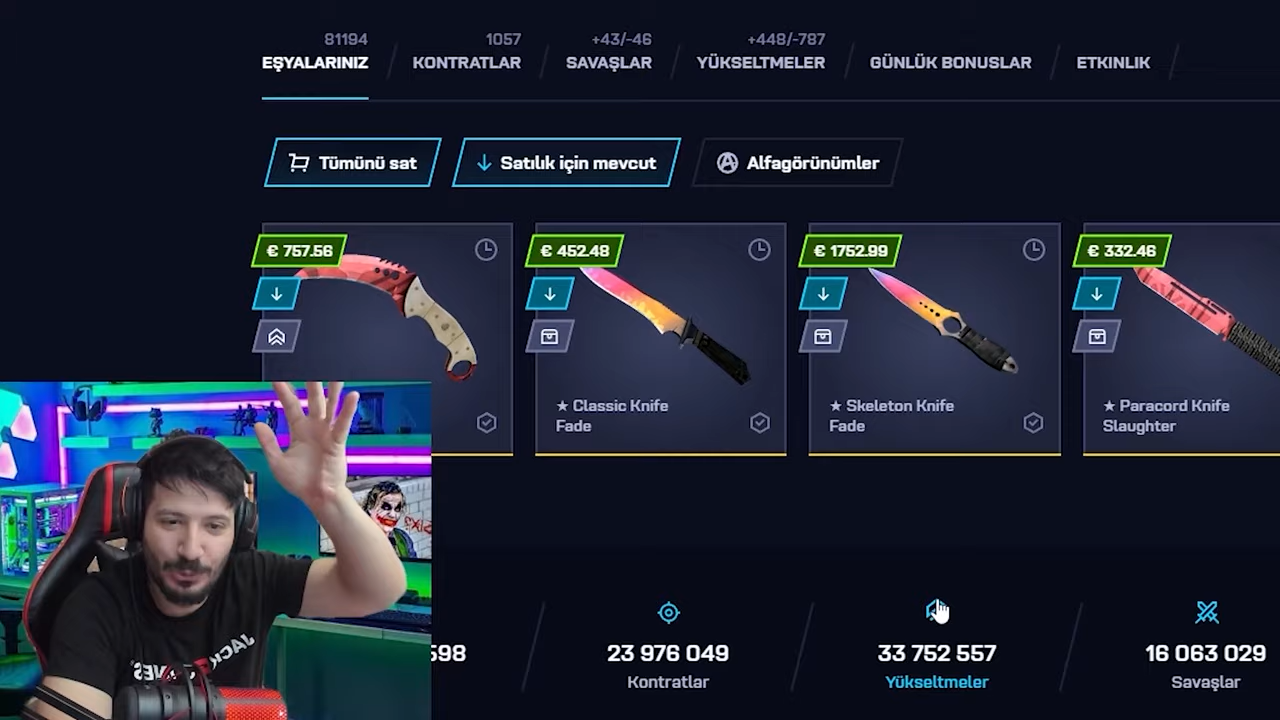 81194
1057
+43/-46
+448/-787
EŞYALARINIZ
KONTRATLAR
SAVAŞLAR
YÜKSELTMELER
GÜNLÜK BONUSLAR
ETKINLIK
Tümünü sat
Satılık için mevcut
Alfagörünümler
€ 757.56
€ 452.48
€ 1752.99
€ 332.46
★ Classic Knife
Fade
★ Skeleton Knife
Fade
★ Paracord Knife
Slaughter
598
23 976 049
Kontratlar
33 752 557
Yükseltmeler
16 063 029
Savaşlar